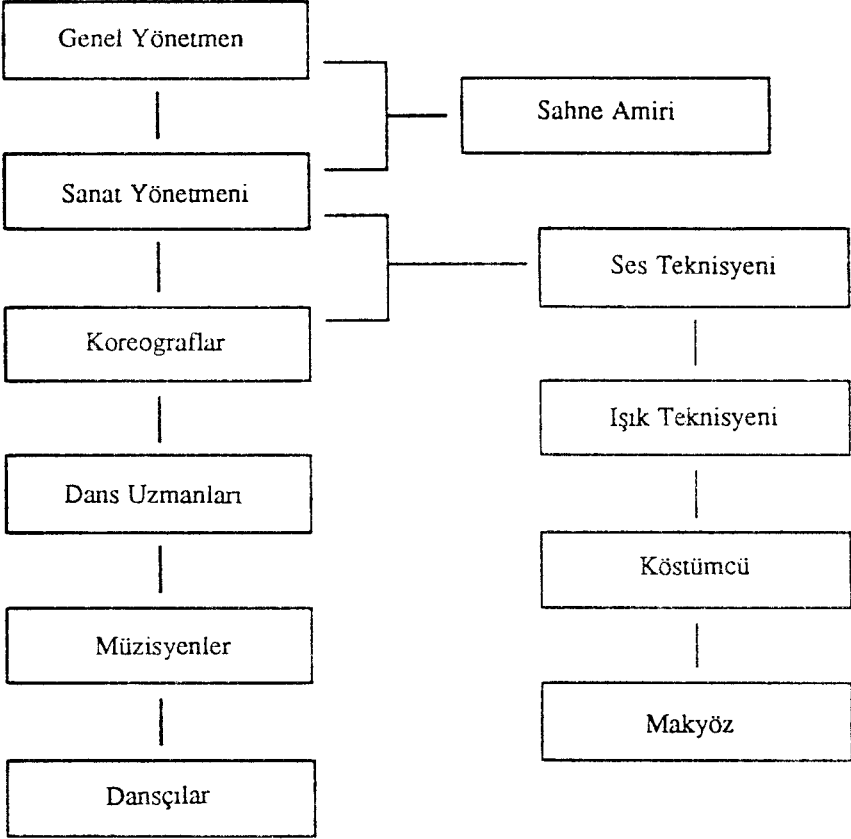 Genel Yönetmen
Sahne Amiri
Sanat Yönetmeni
Ses Teknisyeni
Koreograflar
Işık Teknisyeni
Dans Uzmanları
Köstümcü
Müzisyenler
Makyöz
Dansçılar